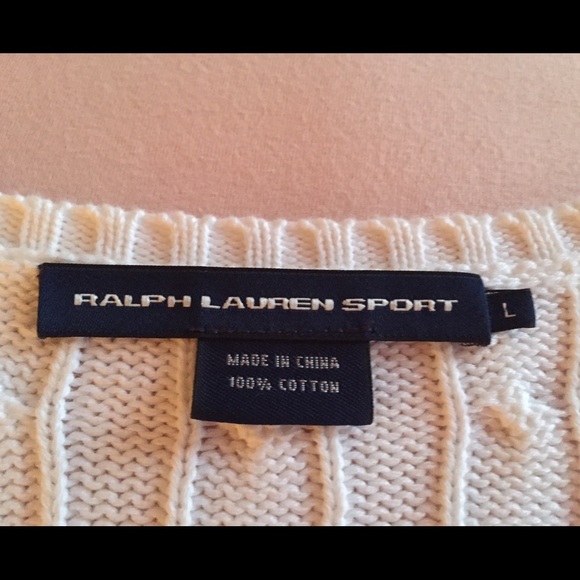 RALPH LAUREN SPORT
L
MADE IN CHINA
100% COTTON